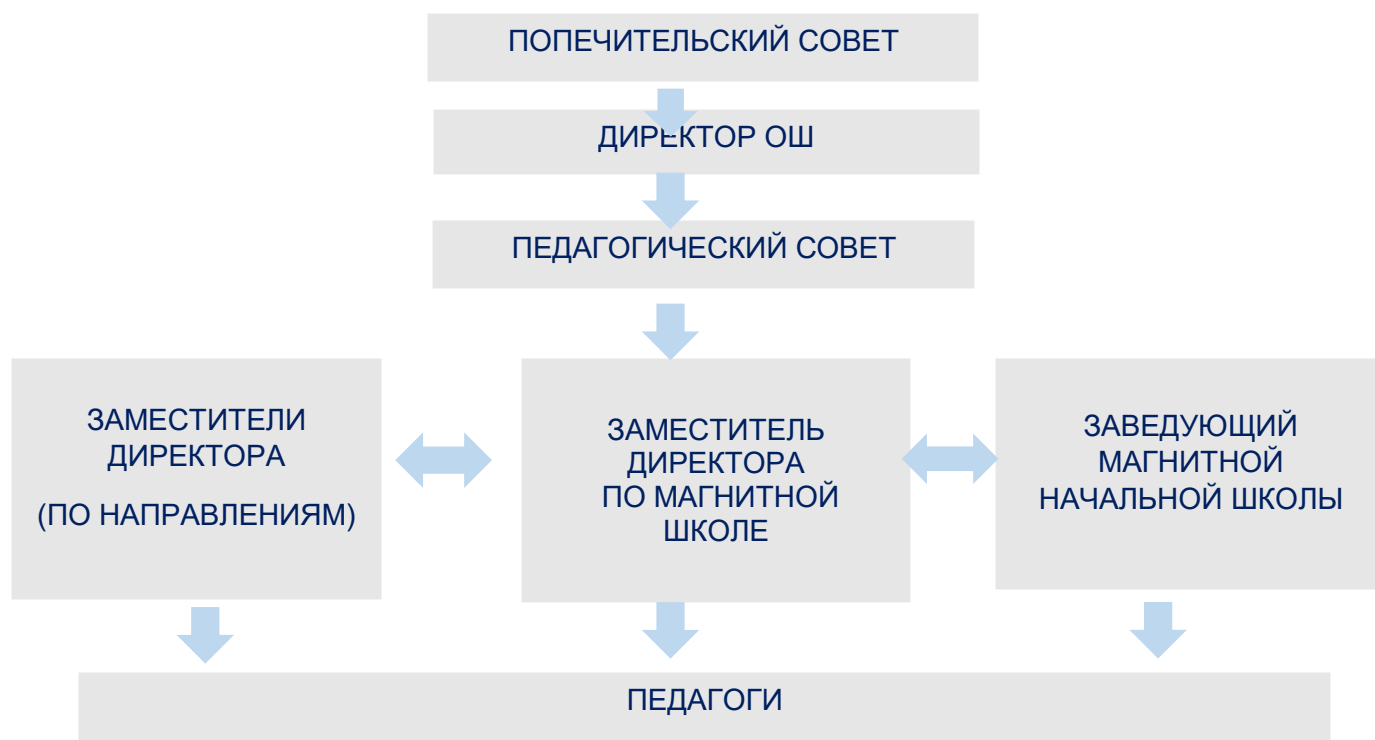 ПОПЕЧИТЕЛЬСКИЙ СОВЕТ
ДИРЕКТОР ОШ
ПЕДАГОГИЧЕСКИЙ СОВЕТ
ЗАМЕСТИТЕЛИ
ДИРЕКТОРА
(ПО НАПРАВЛЕНИЯМ)
ЗАМЕСТИТЕЛЬ
ДИРЕКТОРА
ПО МАГНИТНОЙ
ШКОЛЕ
ЗАВЕДУЮЩИЙ
МАГНИТНОЙ
НАЧАЛЬНОЙ ШКОЛЫ
ПЕДАГОГИ